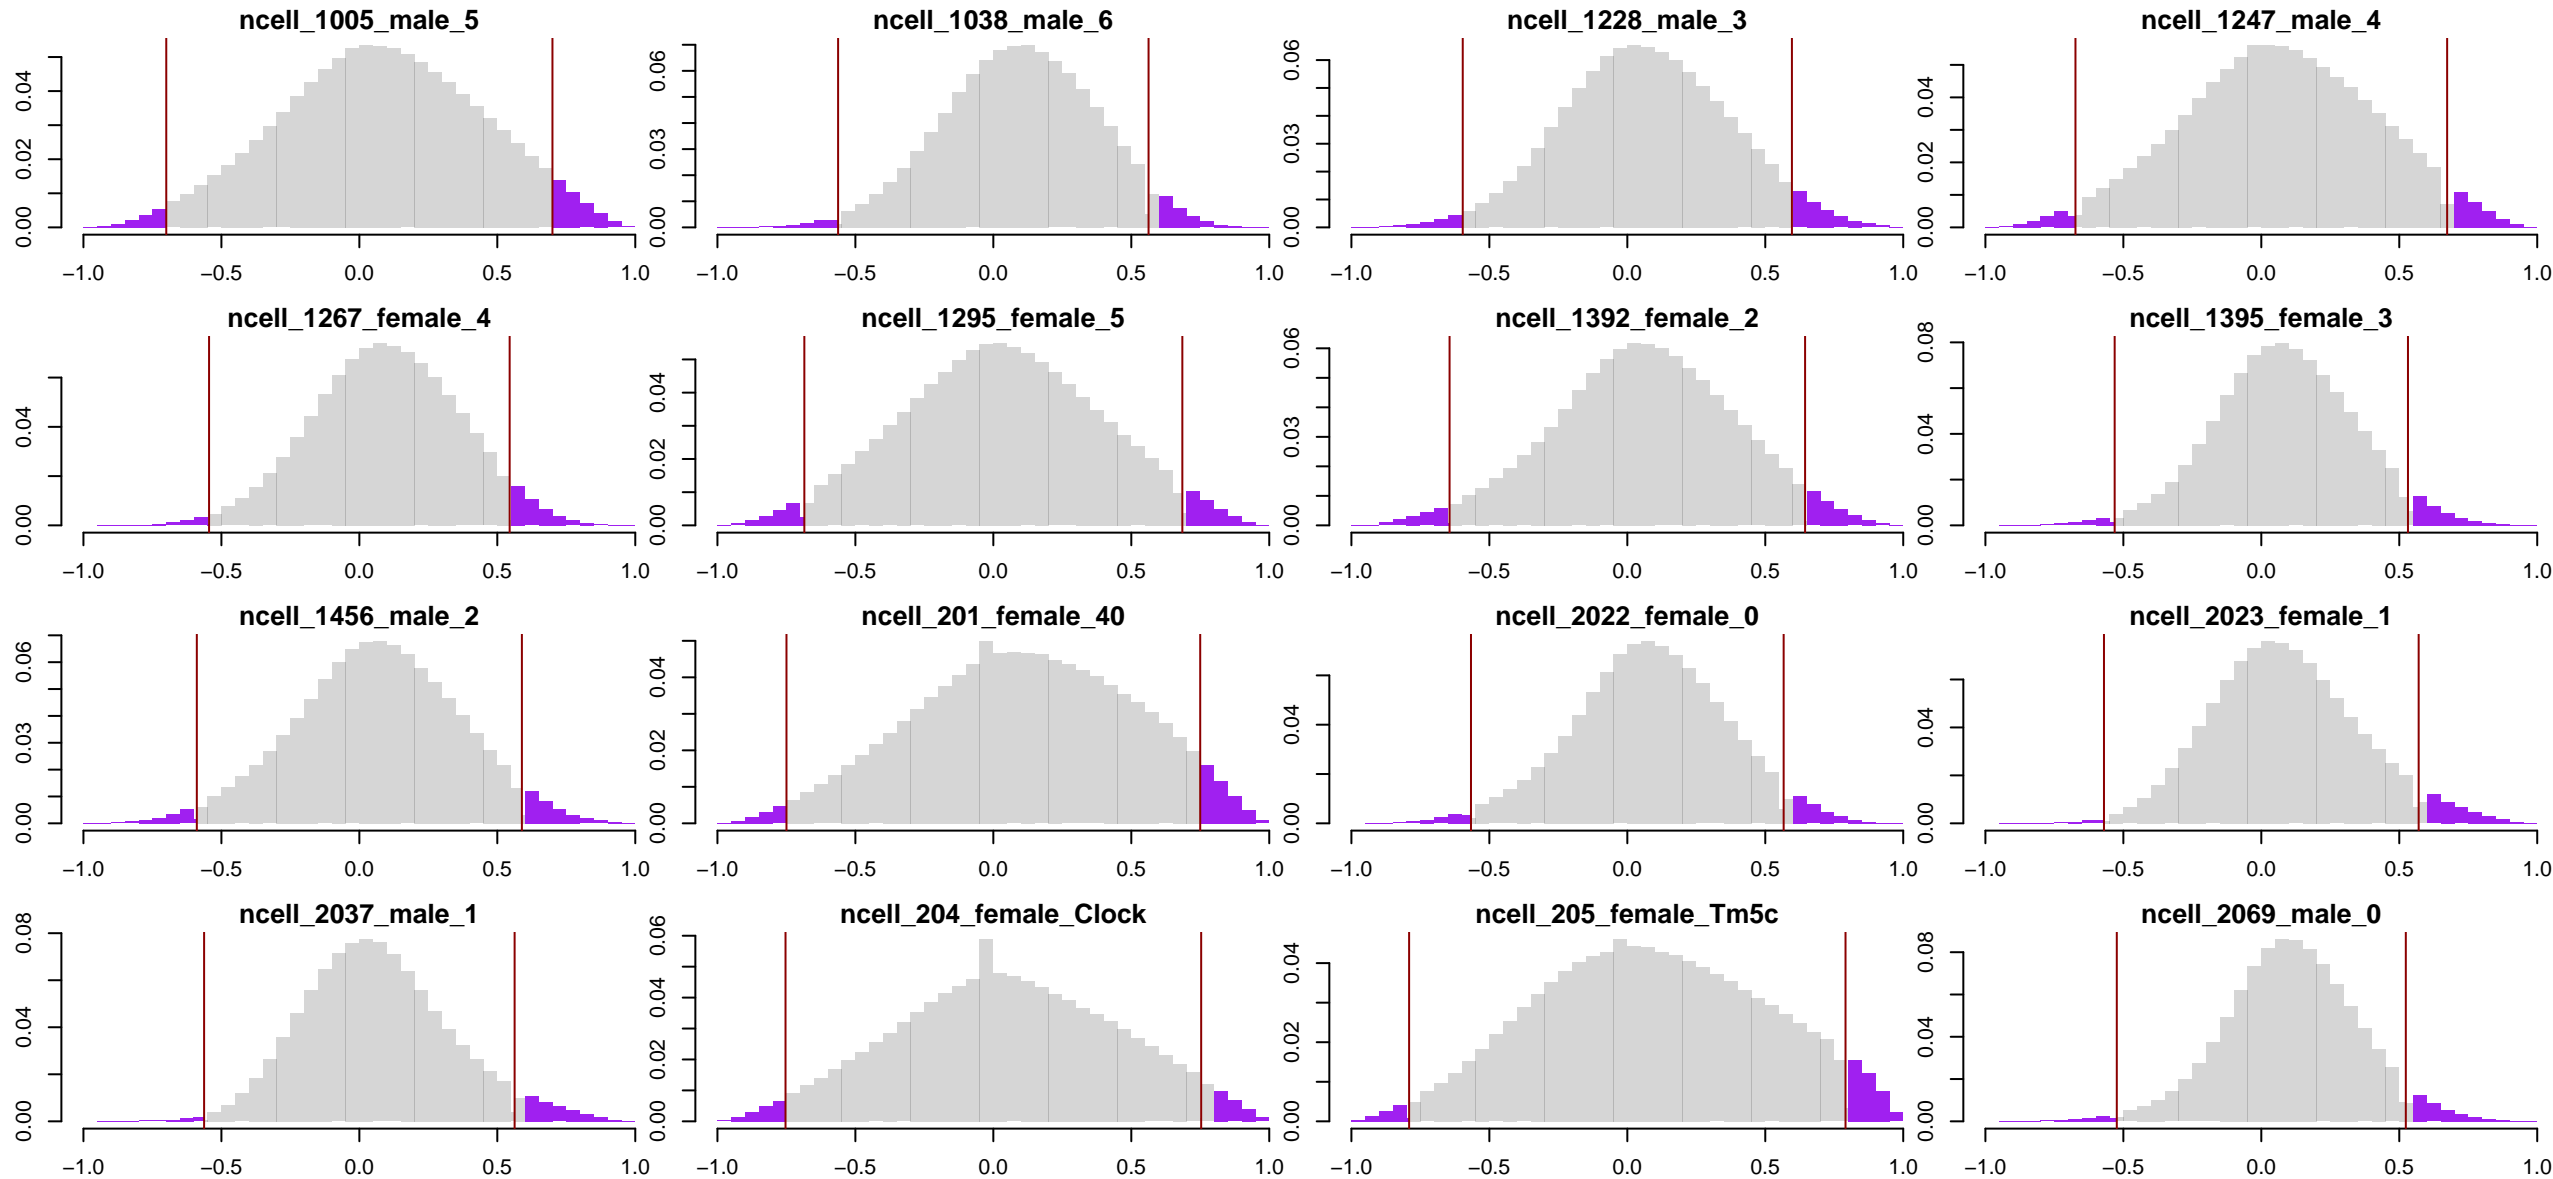 ncell_1005_male_5 ncell_1038_male_6 ncell_1228_male_3 ncell_1247_male_4
0.00 0.02 0.04 0.00 0.03 0.06 0.00 0.03 0.06 0.00 0.02 0.04
−1.0 −0.5 0.0 0.5 1.0 −1.0 −0.5 0.0 0.5 1.0 −1.0 −0.5 0.0 0.5 1.0 −1.0 −0.5 0.0 0.5 1.0
ncell_1267_female_4 ncell_1295_female_5 ncell_1392_female_2 ncell_1395_female_3
0.00 0.04 0.00 0.02 0.04 0.00 0.03 0.06 0.00 0.04 0.08
−1.0 −0.5 0.0 0.5 1.0 −1.0 −0.5 0.0 0.5 1.0 −1.0 −0.5 0.0 0.5 1.0 −1.0 −0.5 0.0 0.5 1.0
ncell_1456_male_2 ncell_201_female_40 ncell_2022_female_0 ncell_2023_female_1
0.00 0.03 0.06 0.00 0.02 0.04 0.00 0.04 0.00 0.04
−1.0 −0.5 0.0 0.5 1.0 −1.0 −0.5 0.0 0.5 1.0 −1.0 −0.5 0.0 0.5 1.0 −1.0 −0.5 0.0 0.5 1.0
ncell_2037_male_1 ncell_204_female_Clock ncell_205_female_Tm5c ncell_2069_male_0
0.00 0.04 0.08 0.00 0.02 0.04 0.06 0.00 0.02 0.04 0.00 0.04 0.08
−1.0 −0.5 0.0 0.5 1.0 −1.0 −0.5 0.0 0.5 1.0 −1.0 −0.5 0.0 0.5 1.0 −1.0 −0.5 0.0 0.5 1.0